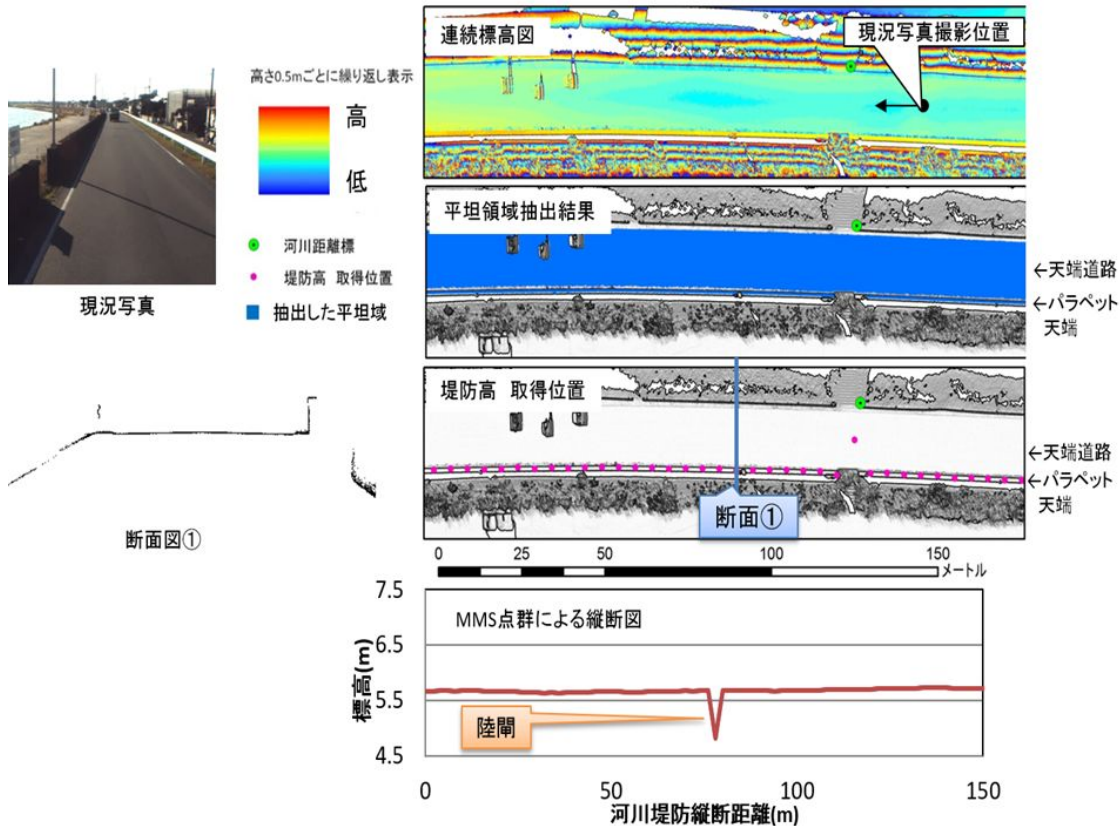 連続標高図
現況写真撮影位置
高さ0.5mごとに繰り返し表示
高
低
河川距離標
堤防高 取得位置
抽出した平坦域
現況写真
平坦領域抽出結果
←天端道路
←パラペット
天端
堤防高 取得位置
←天端道路
←パラペット
天端
断面①
断面図①
0 25 50 100 150
メートル
MMS点群による縦断図
標高(m)
7.5
6.5
5.5
4.5
陸閘
0 50 100 150
河川堤防縦断距離(m)